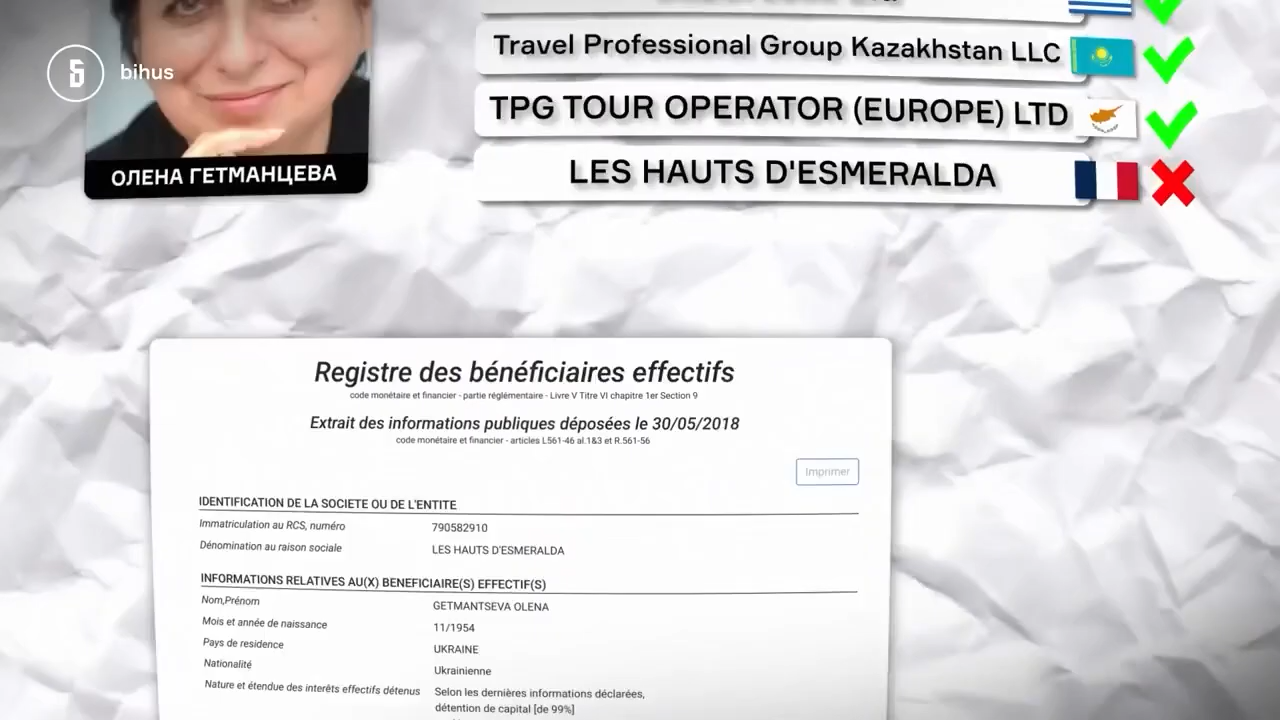 bihus
ОЛЕНА ГЕТМАНЦЕВА
Travel Professional Group Kazakhstan LLC
TPG TOUR OPERATOR (EUROPE) LTD
LES HAUTS D'ESMERALDA
Registre des bénéficiaires effectifs
code monétaire et financier - partie réglementaire - Livre V Titre VI chapitre 1er Section 9
Extrait des informations publiques déposées le 30/05/2018
code monétaire et financier - articles L561-46 al.1&3 et R.561-56
Imprimer
IDENTIFICATION DE LA SOCIETE OU DE L'ENTITE
Immatriculation au RCS, numéro 790582910
Dénomination au raison sociale LES HAUTS D'ESMERALDA
INFORMATIONS RELATIVES AU(X) BENEFICIAIRE(S) EFFECTIF(S)
Nom,Prénom GETMANTSEVA OLENA
Mois et année de naissance 11/1954
Pays de residence UKRAINE
Nationalité Ukrainienne
Nature et étendue des interêts effectifs détenus Selon les dernières informations déclarées,
détention de capital [de 99%]